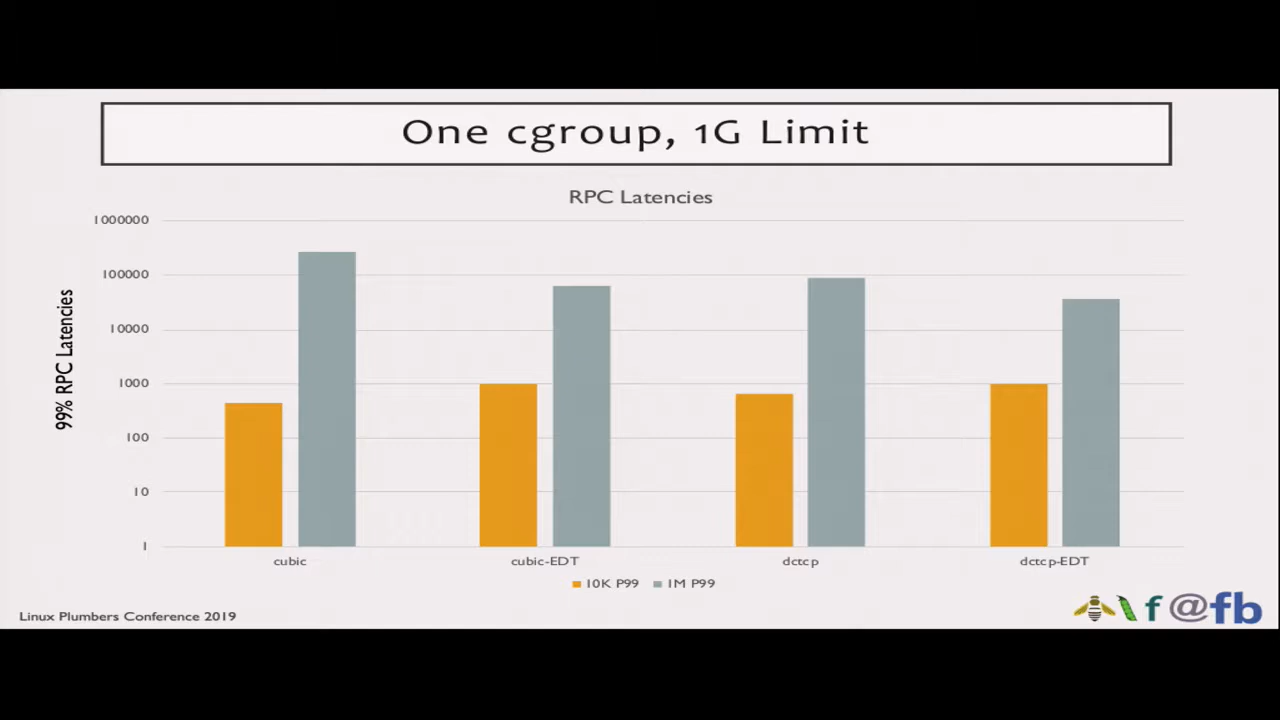 One cgroup, 1G Limit
RPC Latencies
99% RPC Latencies
1000000
100000
10000
1000
100
10
1
cubic
cubic-EDT
dctcp
dctcp-EDT
10K P99
1M P99
Linux Plumbers Conference 2019
\ f @fb